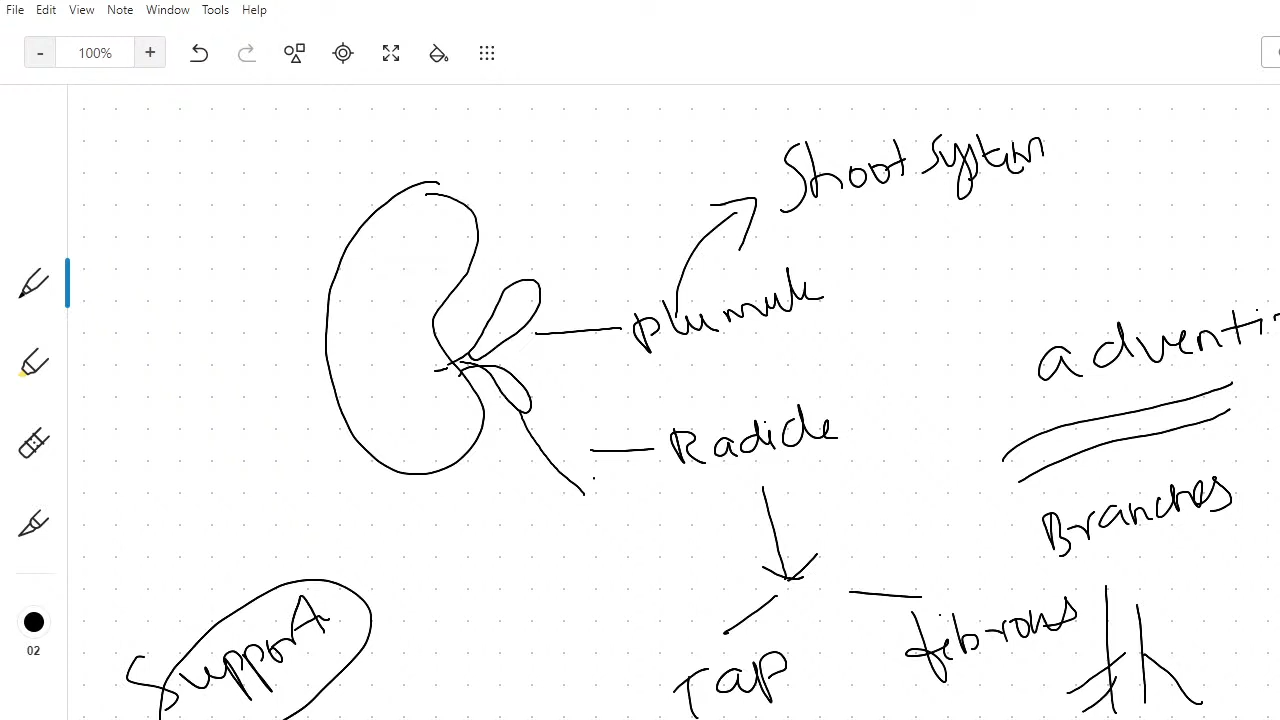 File Edit View Note Window Tools Help
- 100% +
Shoot system
plumule
adventi
Radicle
Branches
Support
Tap
fibrous
02